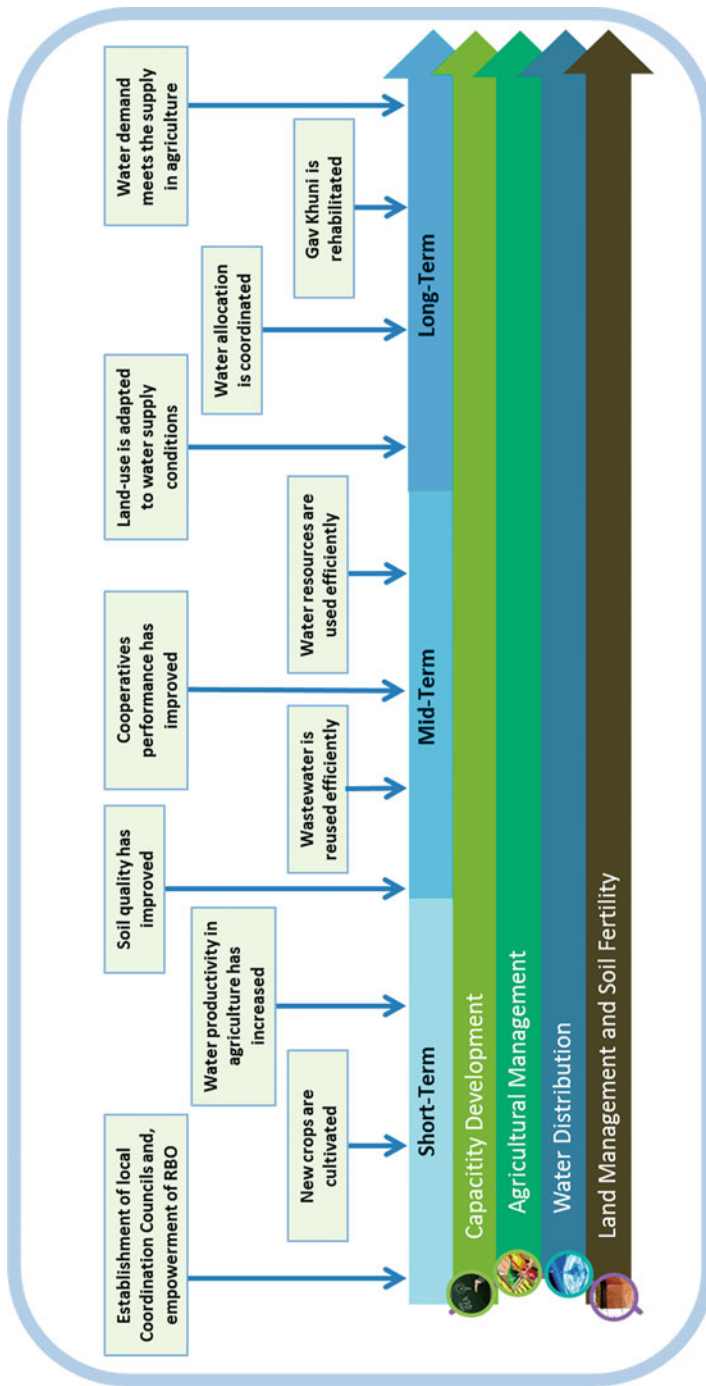 Establishment of local
Coordination Councils and,
empowerment of RBO
New crops are
cultivated
Water productivity in
agriculture has
increased
Soil quality has
improved
Wastewater is
reused efficiently
Cooperatives
performance has
improved
Water resources are
used efficiently
Land-use is adapted
to water supply
conditions
Water allocation
is coordinated
Gav Khuni is
rehabilitated
Water demand
meets the supply
in agriculture
Short-Term
Mid-Term
Long-Term
Capacitity Development
Agricultural Management
Water Distribution
Land Management and Soil Fertility